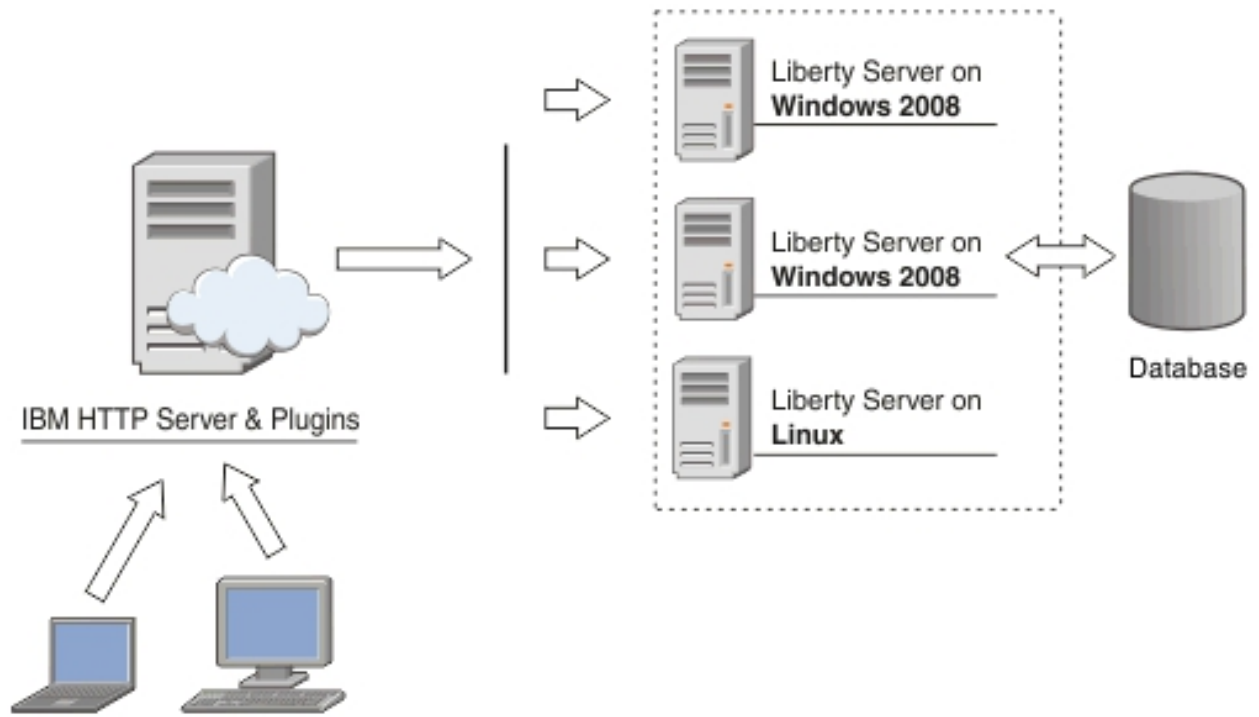 Liberty Server on
Windows 2008
Liberty Server on
Windows 2008
Database
Liberty Server on
Linux
IBM HTTP Server & Plugins